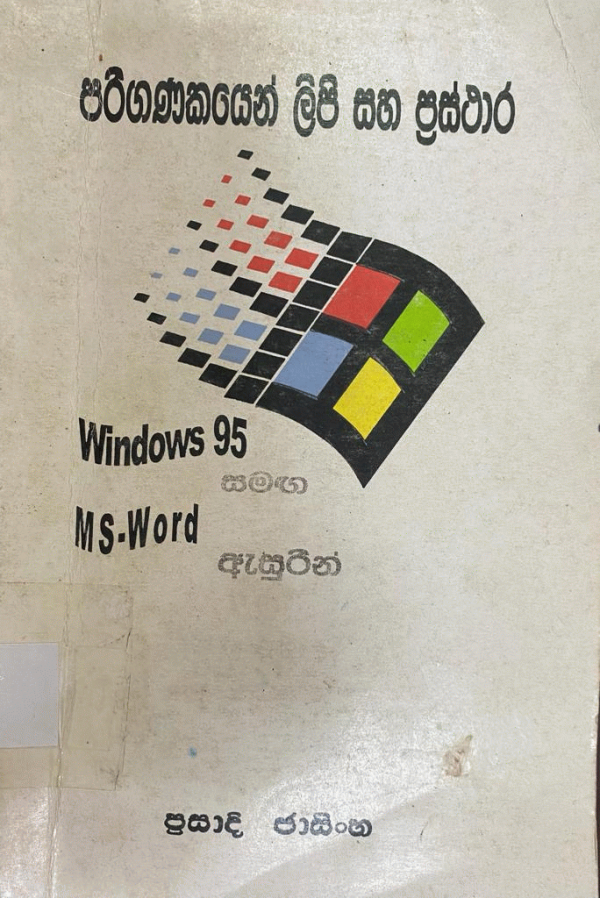 පරිගණකයෙන් ලිපි සහ ප්‍රස්ථාර
Windows 95
සමඟ
MS-Word
ඇසුරින්
ප්‍රසාදි ජාසිංහ